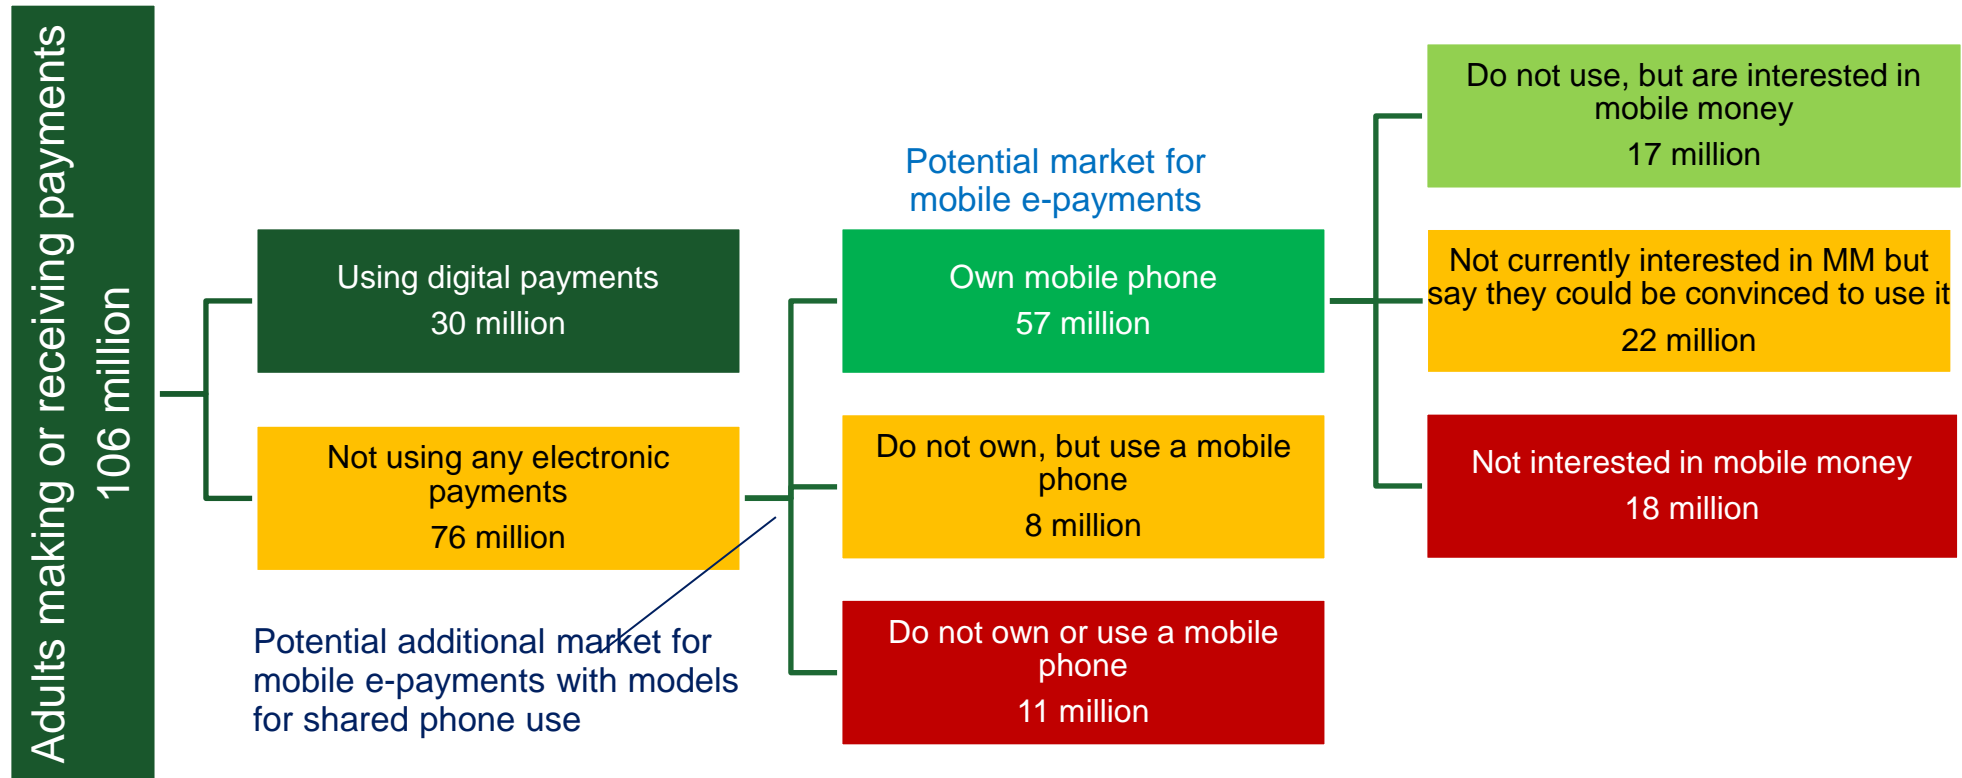 Adults making or receiving payments
106 million
Using digital payments
30 million
Not using any electronic
payments
76 million
Potential additional market for
mobile e-payments with models
for shared phone use
Potential market for
mobile e-payments
Own mobile phone
57 million
Do not own, but use a mobile
phone
8 million
Do not own or use a mobile
phone
11 million
Do not use, but are interested in
mobile money
17 million
Not currently interested in MM but
say they could be convinced to use it
22 million
Not interested in mobile money
18 million